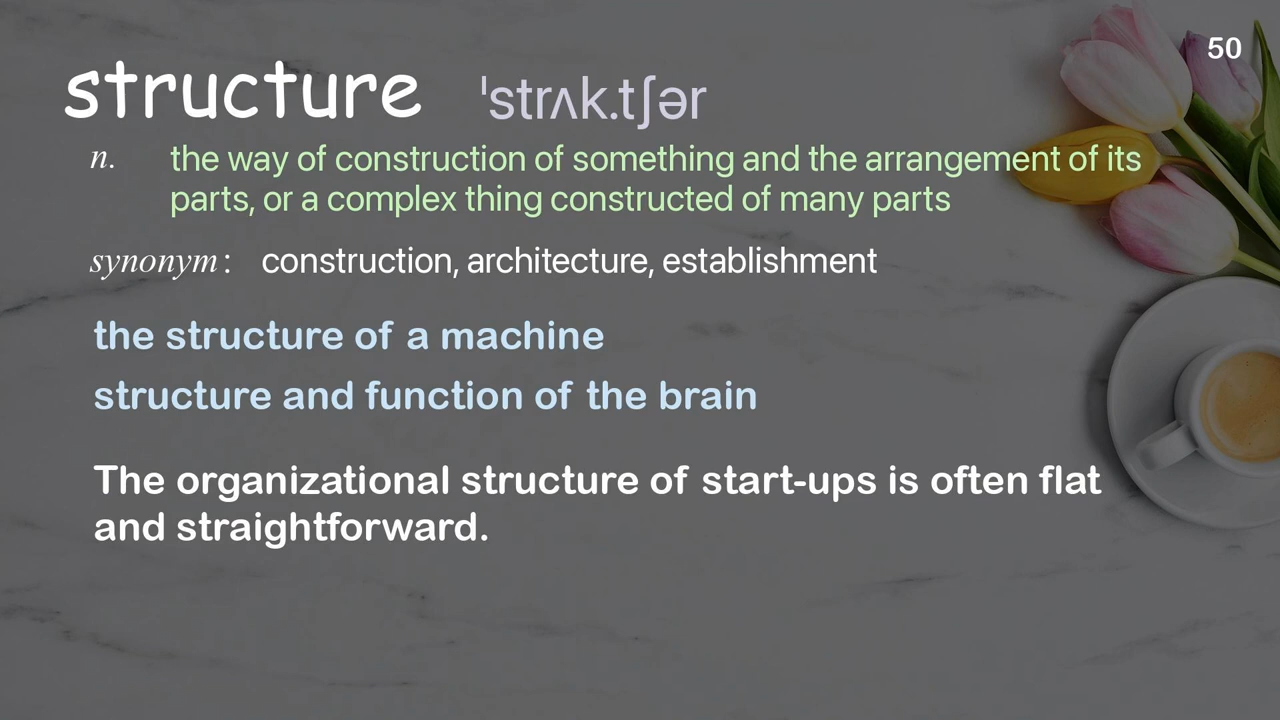 50
structure ˈstrʌk.tʃər
n. the way of construction of something and the arrangement of its
parts, or a complex thing constructed of many parts
synonym : construction, architecture, establishment
the structure of a machine
structure and function of the brain
The organizational structure of start-ups is often flat
and straightforward.